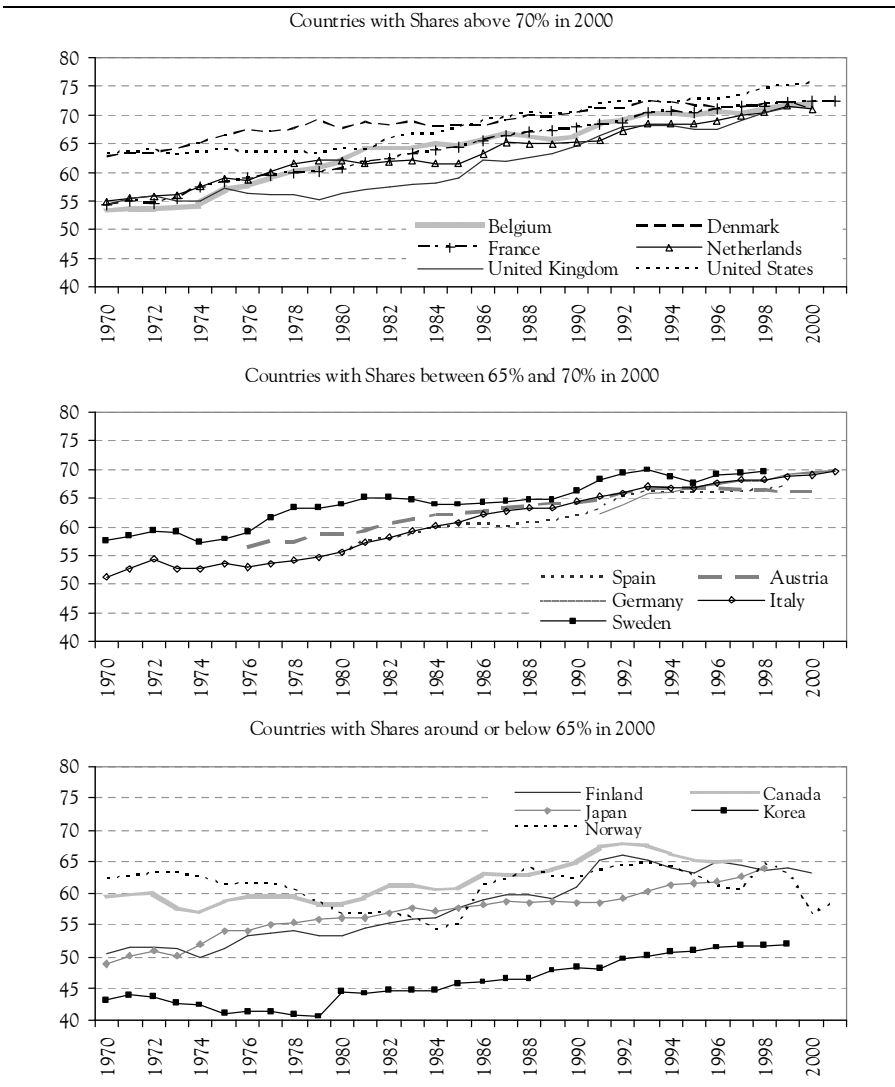 Countries with Shares above 70% in 2000
80
75
70
65
60
55
50
45
40
Belgium Denmark
France Netherlands
United Kingdom United States
1970 1972 1974 1976 1978 1980 1982 1984 1986 1988 1990 1992 1994 1996 1998 2000
Countries with Shares between 65% and 70% in 2000
80
75
70
65
60
55
50
45
40
Spain Austria
Germany Italy
Sweden
1970 1972 1974 1976 1978 1980 1982 1984 1986 1988 1990 1992 1994 1996 1998 2000
Countries with Shares around or below 65% in 2000
80
75
70
65
60
55
50
45
40
Finland Canada
Japan Korea
Norway
1970 1972 1974 1976 1978 1980 1982 1984 1986 1988 1990 1992 1994 1996 1998 2000